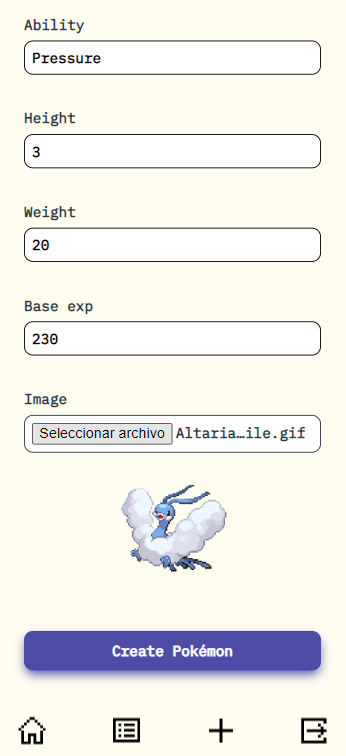 Ability
Pressure
Height
3
Weight
20
Base exp
230
Image
Seleccionar archivo Altaria…ile.gif
Create Pokémon